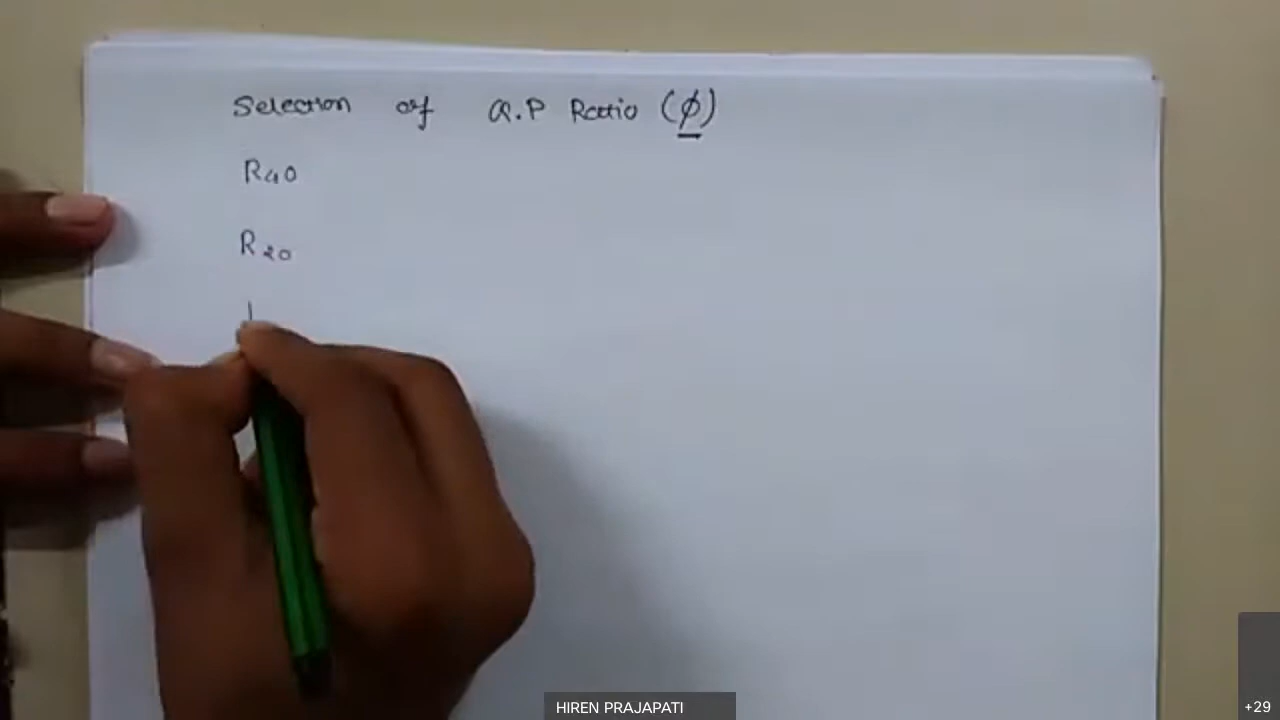 Selection of G.P Ratio (ϕ)
R40
R20
HIREN PRAJAPATI
+29